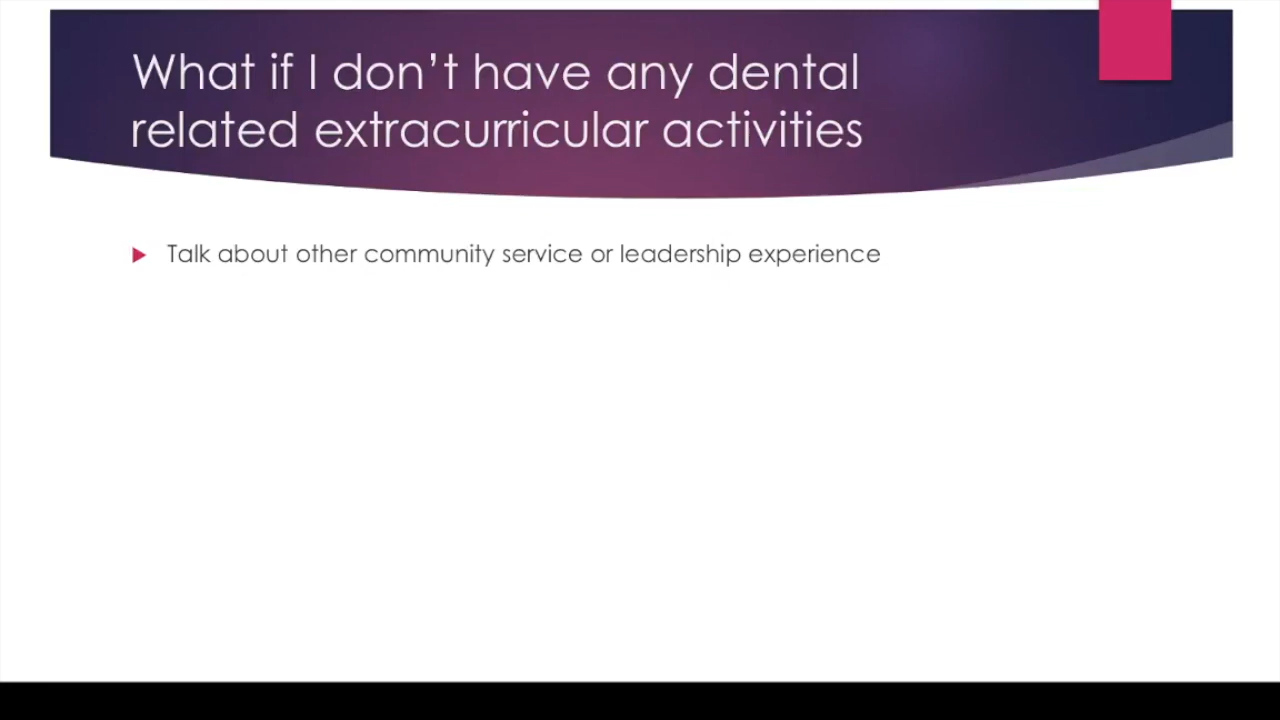 What if I don’t have any dental
related extracurricular activities
Talk about other community service or leadership experience